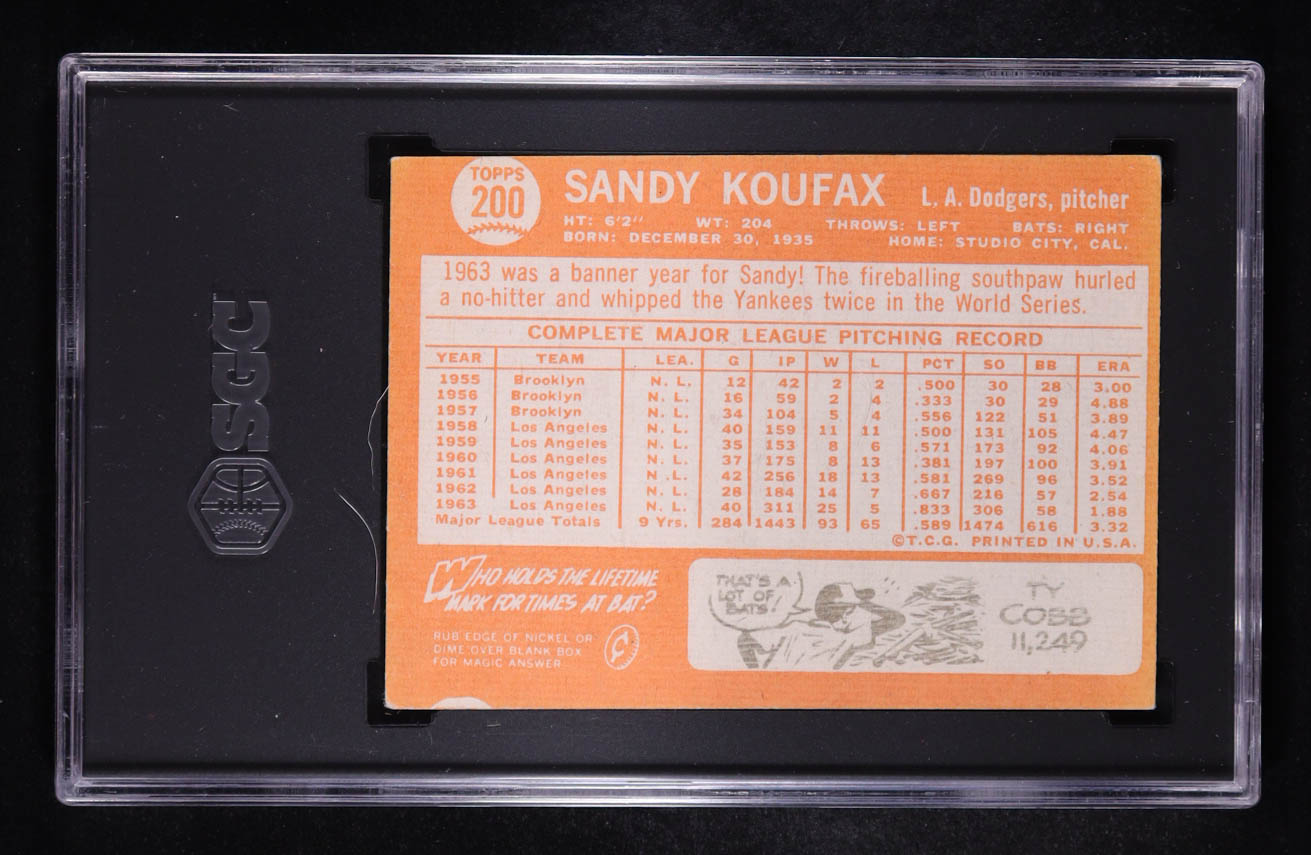 SGC
TOPPS
200
SANDY KOUFAX L. A. Dodgers, pitcher
HT: 6'2" WT: 204 THROWS: LEFT BATS: RIGHT
BORN: DECEMBER 30, 1935 HOME: STUDIO CITY, CAL.
1963 was a banner year for Sandy! The fireballing southpaw hurled
a no-hitter and whipped the Yankees twice in the World Series.
COMPLETE MAJOR LEAGUE PITCHING RECORD
YEAR TEAM LEA. G IP W L PCT SO BB ERA
1955 Brooklyn N. L. 12 42 2 2 .500 30 28 3.00
1956 Brooklyn N. L. 16 59 2 4 .333 30 29 4.88
1957 Brooklyn N. L. 34 104 5 4 .556 122 51 3.89
1958 Los Angeles N. L. 40 159 11 11 .500 131 105 4.47
1959 Los Angeles N. L. 35 153 8 6 .571 173 92 4.06
1960 Los Angeles N. L. 37 175 8 13 .381 197 100 3.91
1961 Los Angeles N .L. 42 256 18 13 .581 269 96 3.52
1962 Los Angeles N. L. 28 184 14 7 .667 216 57 2.54
1963 Los Angeles N. L. 40 311 25 5 .833 306 58 1.88
Major League Totals 9 Yrs. 284 1443 93 65 .589 1474 616 3.32
©T.C.G. PRINTED IN U.S.A.
WHO HOLDS THE LIFETIME
MARK FOR TIMES AT BAT?
RUB EDGE OF NICKEL OR
DIME OVER BLANK BOX
FOR MAGIC ANSWER
THAT'S A
LOT OF
BATS!
TY
COBB
11,249